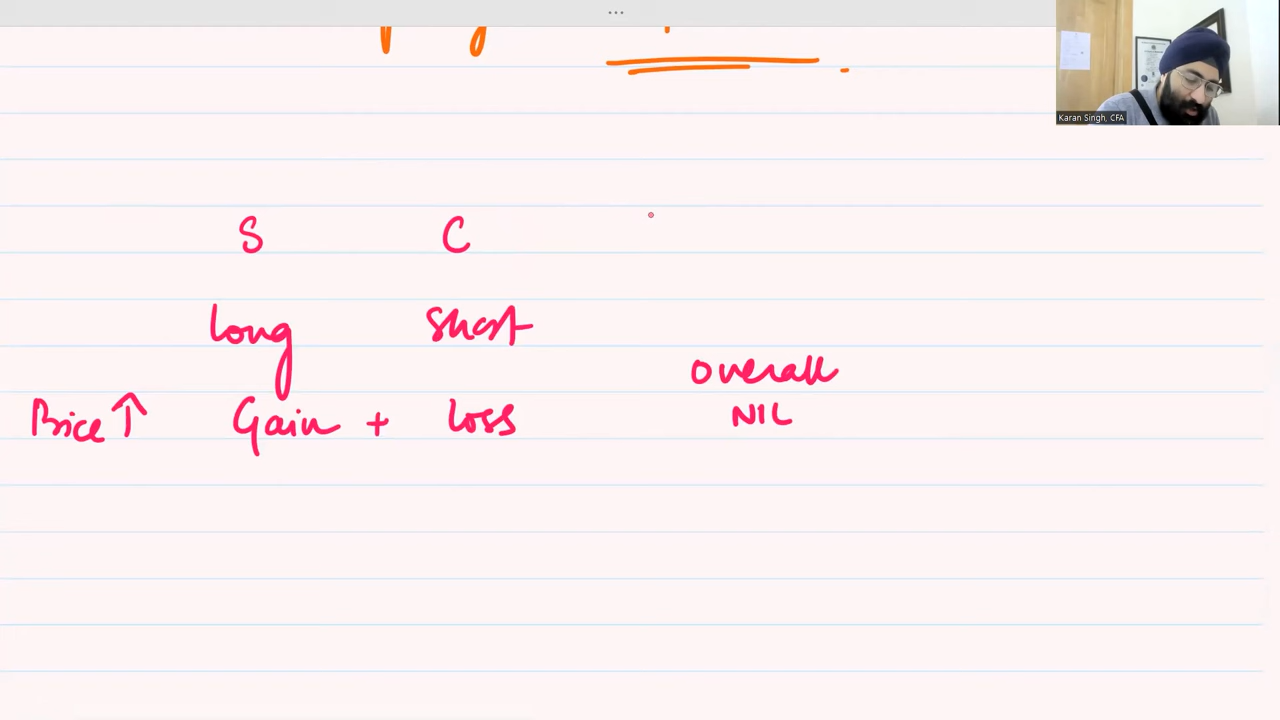 Karan Singh, CFA
S C
Long Short
overall
Price ↑ Gain + Loss NIL